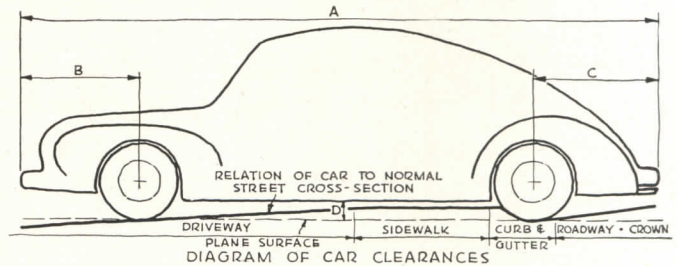 A
B
C
RELATION OF CAR TO NORMAL
STREET CROSS-SECTION
D
DRIVEWAY
SIDEWALK
CURB &
GUTTER
ROADWAY - CROWN
PLANE SURFACE
DIAGRAM OF CAR CLEARANCES